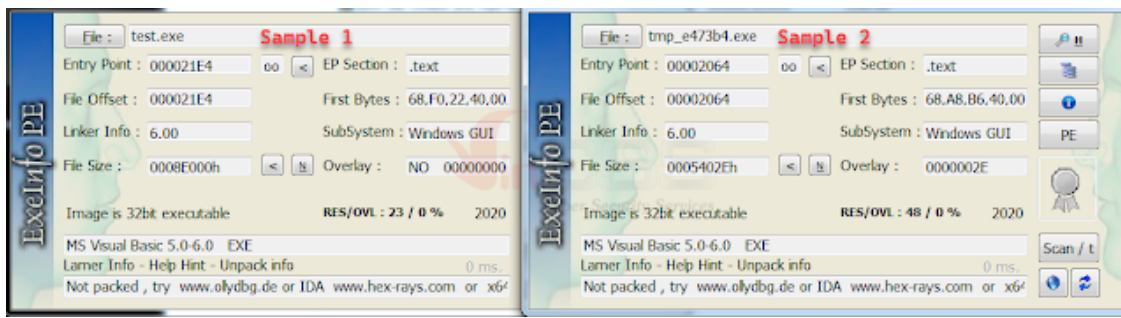 File : test.exe Sample 1
Entry Point : 000021E4 oo < EP Section : .text
File Offset : 000021E4 First Bytes : 68,F0,22,40,00
Linker Info : 6.00 SubSystem : Windows GUI
File Size : 0008E000h < N Overlay : NO 00000000
Image is 32bit executable RES/OVL : 23 / 0 % 2020
MS Visual Basic 5.0-6.0 EXE
Lamer Info - Help Hint - Unpack info 0 ms.
Not packed , try www.ollydbg.de or IDA www.hex-rays.com or x64
ExeInfo PE
File : tmp_e473b4.exe Sample 2
Entry Point : 00002064 oo < EP Section : .text
File Offset : 00002064 First Bytes : 68,A8,B6,40,00
Linker Info : 6.00 SubSystem : Windows GUI PE
File Size : 0005402Eh < N Overlay : 0000002E
Image is 32bit executable RES/OVL : 48 / 0 % 2020
MS Visual Basic 5.0-6.0 EXE Scan / t
Lamer Info - Help Hint - Unpack info 0 ms.
Not packed , try www.ollydbg.de or IDA www.hex-rays.com or x64
ExeInfo PE